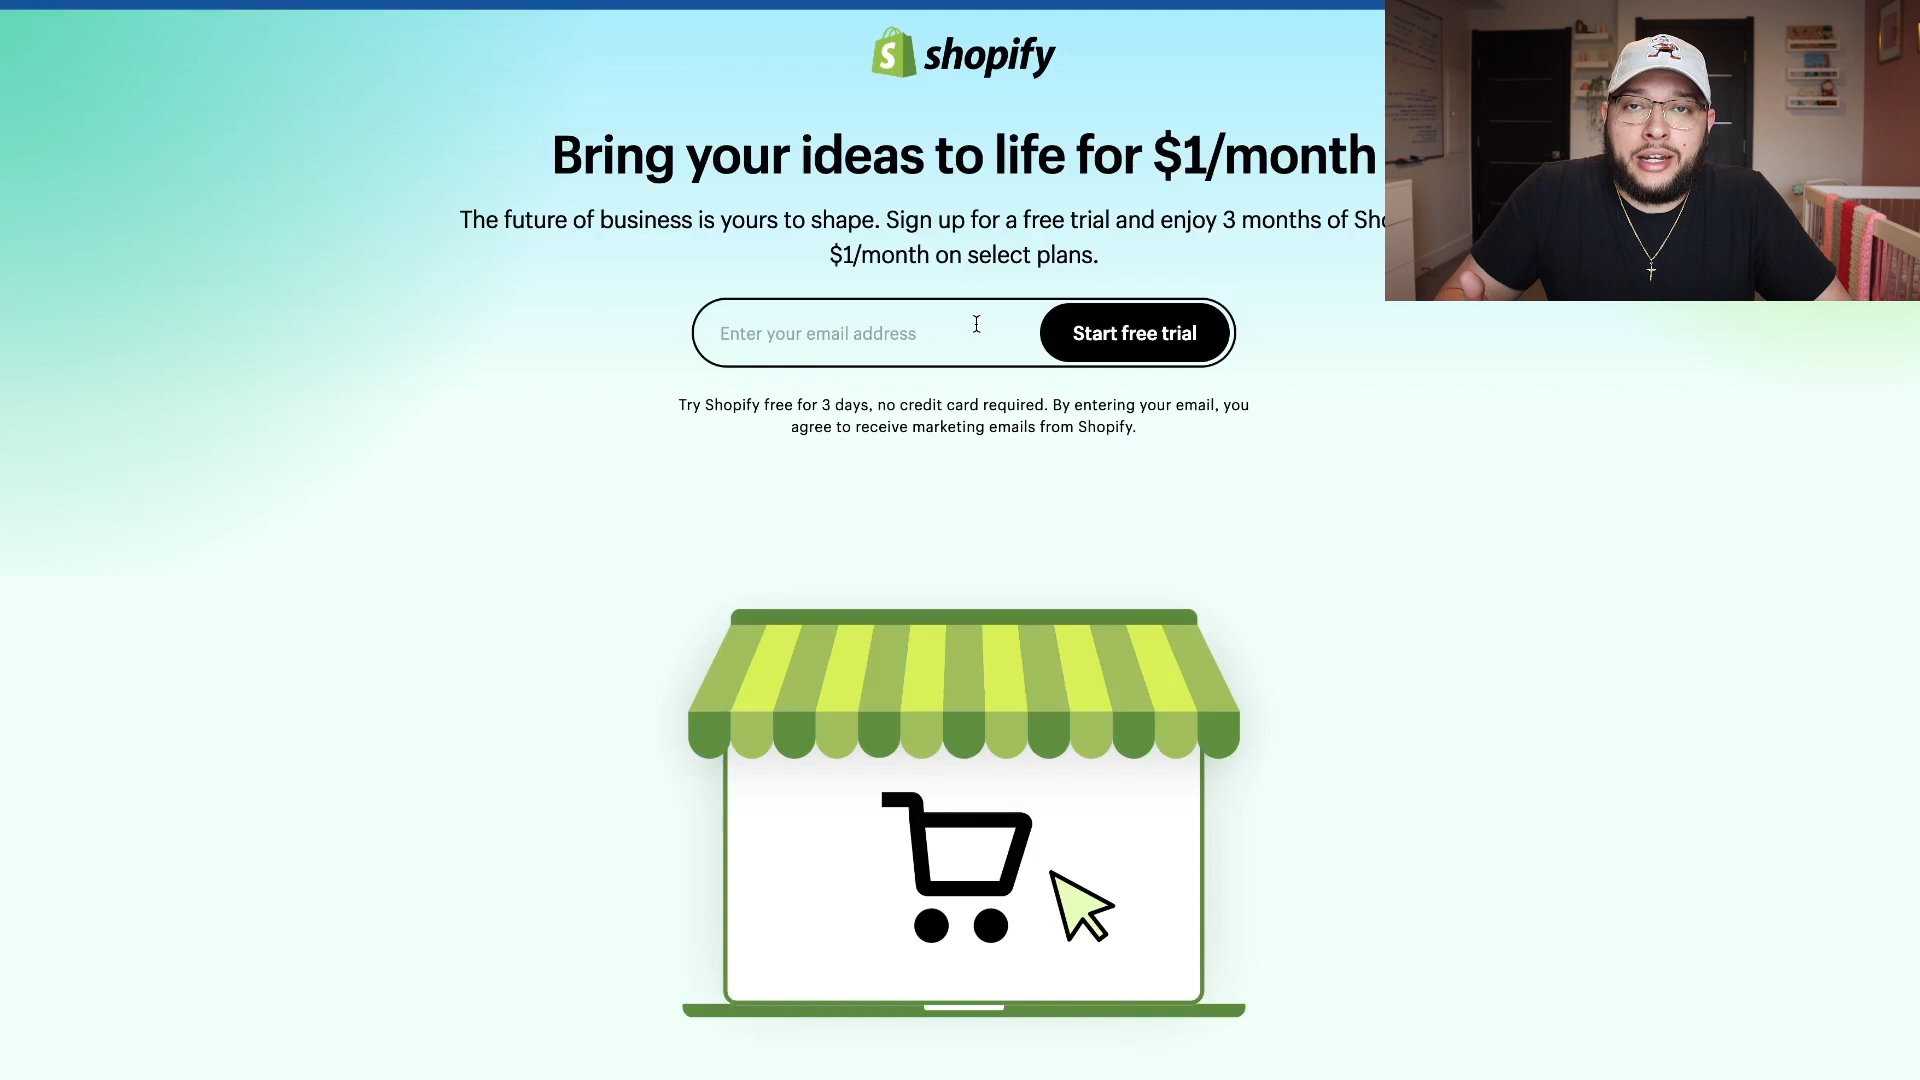 shopify
Bring your ideas to life for $1/month
The future of business is yours to shape. Sign up for a free trial and enjoy 3 months of
$1/month on select plans.
Enter your email address
Start free trial
Try Shopify free for 3 days, no credit card required. By entering your email, you
agree to receive marketing emails from Shopify.